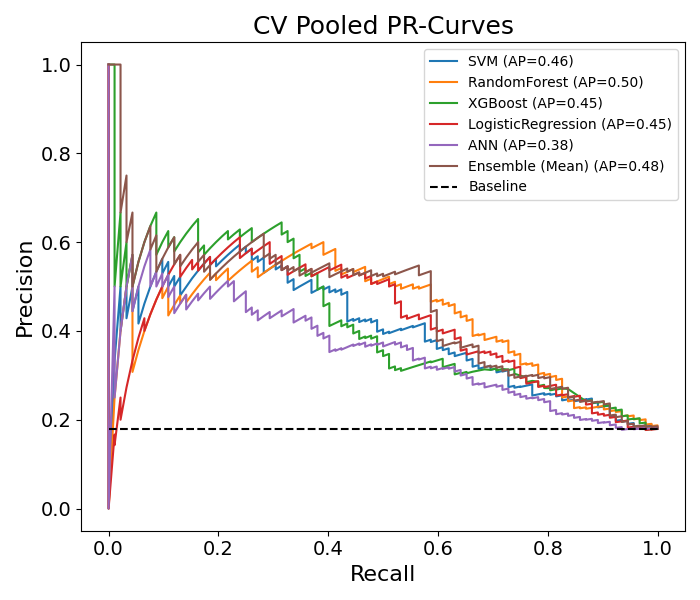 CV Pooled PR-Curves
SVM (AP=0.46)
RandomForest (AP=0.50)
XGBoost (AP=0.45)
LogisticRegression (AP=0.45)
ANN (AP=0.38)
Ensemble (Mean) (AP=0.48)
Baseline
Precision
1.0
0.8
0.6
0.4
0.2
0.0
0.0 0.2 0.4 0.6 0.8 1.0
Recall